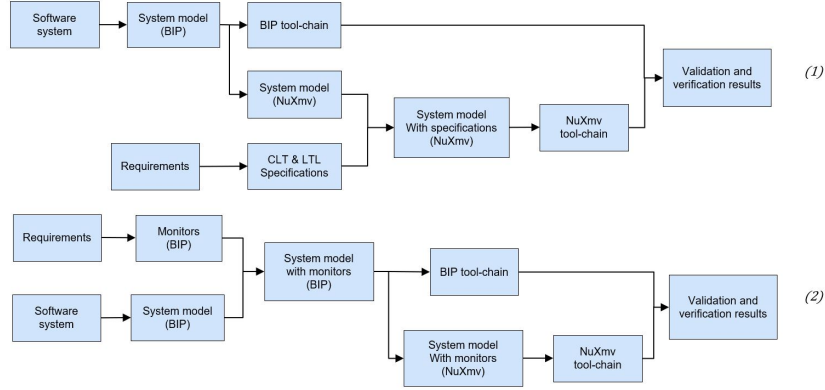 Software
system
System model
(BIP)
BIP tool-chain
Validation and
verification results
(1)
System model
(NuXmv)
System model
With specifications
(NuXmv)
NuXmv
tool-chain
Requirements
CLT & LTL
Specifications
Requirements
Monitors
(BIP)
System model
with monitors
(BIP)
BIP tool-chain
Validation and
verification results
(2)
Software
system
System model
(BIP)
System model
With monitors
(NuXmv)
NuXmv
tool-chain